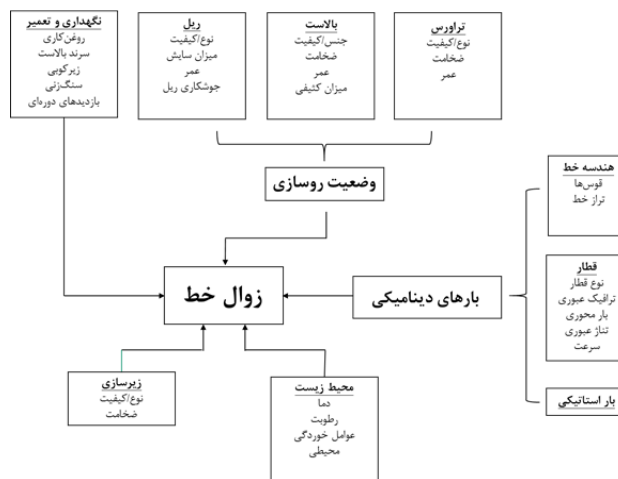 نگهداری و تعمیر
روغن‌کاری
سرند بالاست
زیرکوبی
سنگ‌زنی
بازدیدهای دوره‌ای
ریل
نوع/کیفیت
میزان سایش
عمر
جوشکاری ریل
بالاست
جنس/کیفیت
ضخامت
عمر
میزان کثیفی
تراورس
نوع/کیفیت
ضخامت
عمر
وضعیت روسازی
هندسه خط
قوس‌ها
تراز خط
قطار
نوع قطار
ترافیک عبوری
بار محوری
تناژ عبوری
سرعت
بار استاتیکی
بارهای دینامیکی
زوال خط
زیرسازی
نوع/کیفیت
ضخامت
محیط زیست
دما
رطوبت
عوامل خوردگی
محیطی